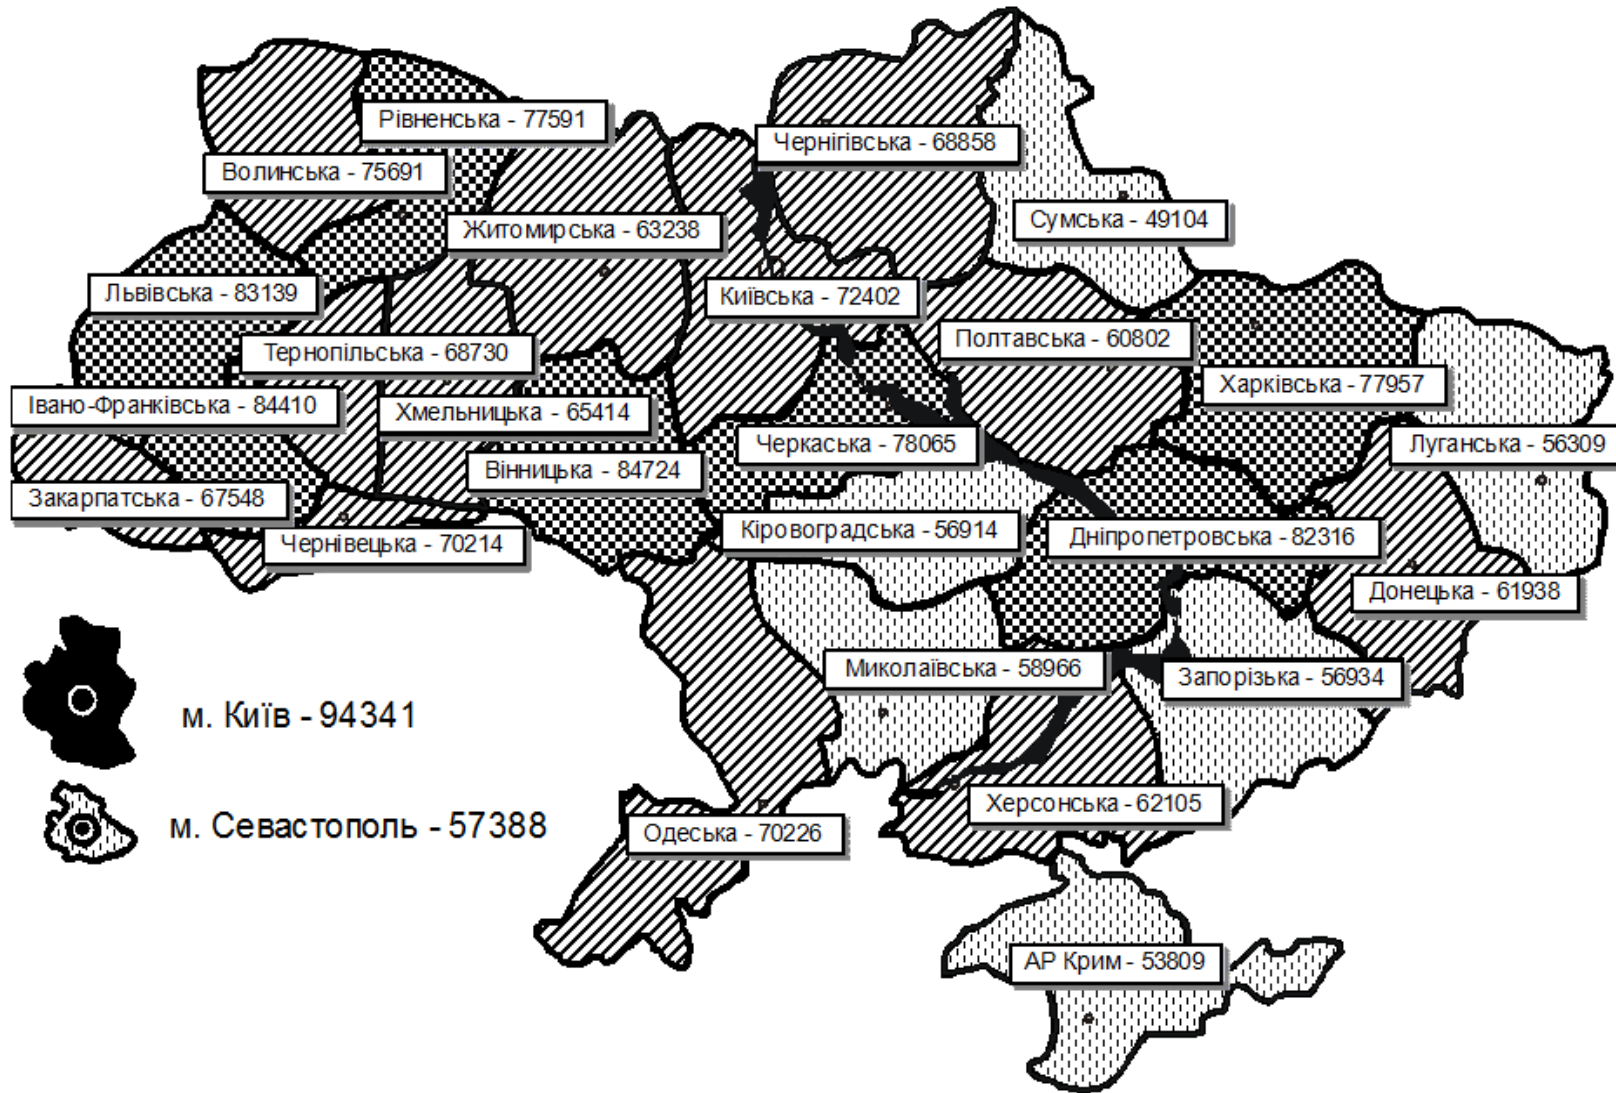 Рівненська - 77591
Чернігівська - 68858
Волинська - 75691
Сумська - 49104
Житомирська - 63238
Львівська - 83139
Київська - 72402
Полтавська - 60802
Тернопільська - 68730
Харківська - 77957
Івано-Франківська - 84410
Хмельницька - 65414
Черкаська - 78065
Луганська - 56309
Вінницька - 84724
Закарпатська - 67548
Кіровоградська - 56914
Дніпропетровська - 82316
Чернівецька - 70214
Донецька - 61938
Миколаївська - 58966
Запорізька - 56934
м. Київ - 94341
Херсонська - 62105
м. Севастополь - 57388
Одеська - 70226
АР Крим - 53809